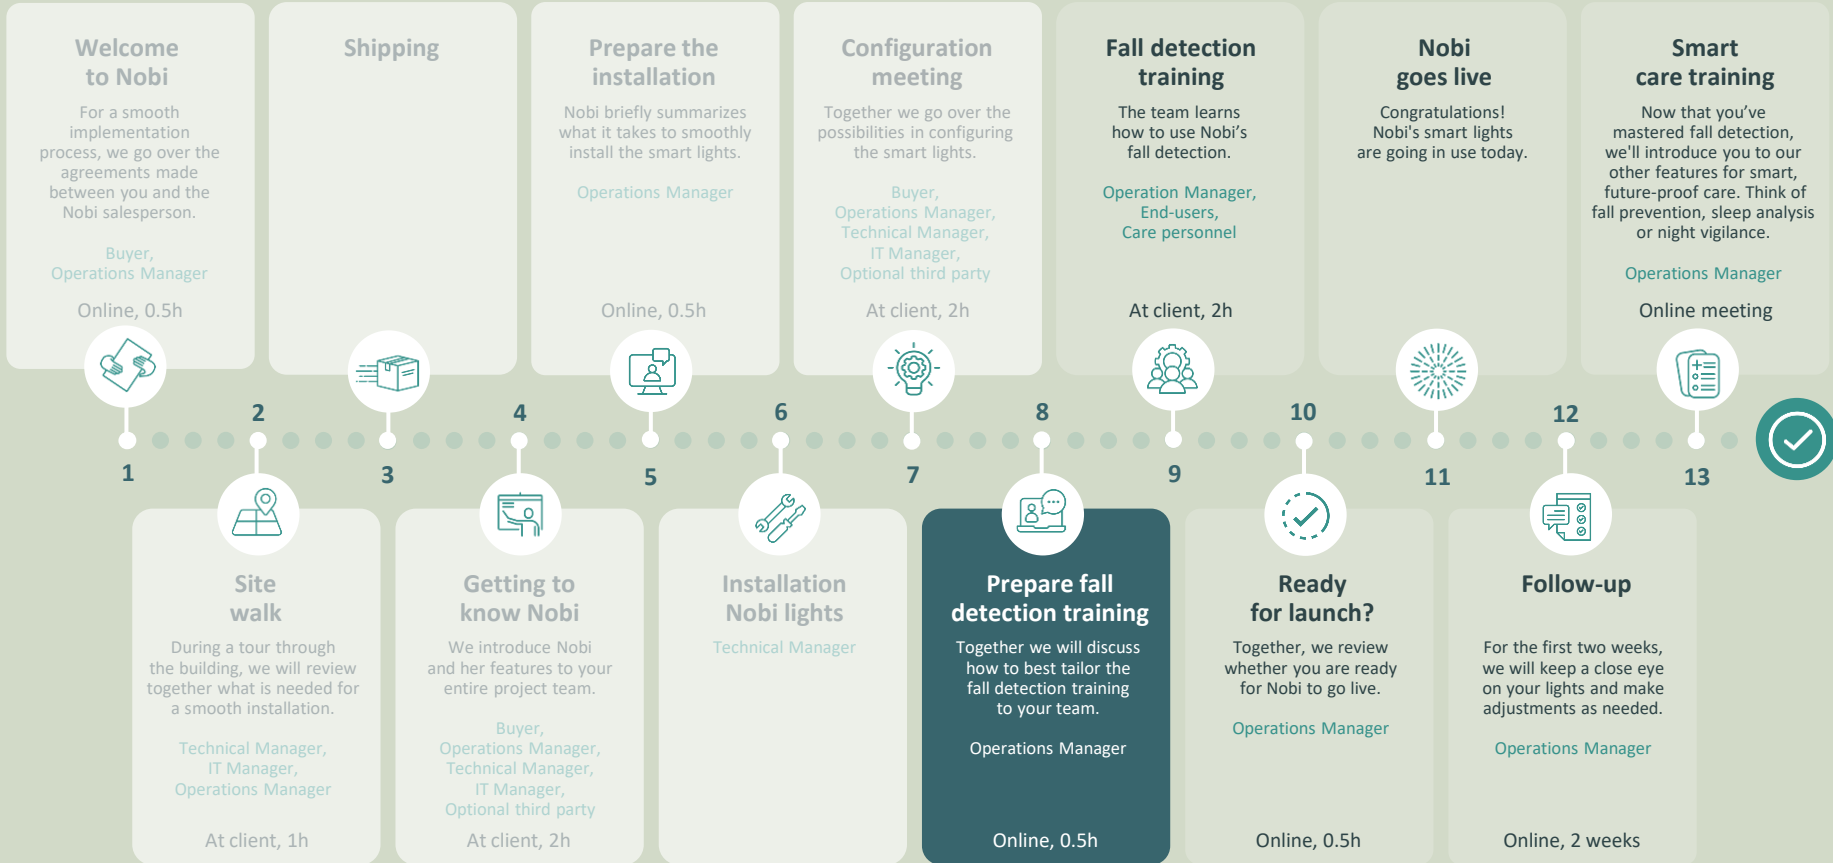 Welcome
to Nobi
For a smooth
implementation
process, we go over the
agreements made
between you and the
Nobi salesperson.
Buyer,
Operations Manager
Online, 0.5h
1
2
Site
walk
During a tour through
the building, we will review
together what is needed for
a smooth installation.
Technical Manager,
IT Manager,
Operations Manager
At client, 1h
Shipping
3
4
Getting to
know Nobi
We introduce Nobi
and her features to your
entire project team.
Buyer,
Operations Manager,
Technical Manager,
IT Manager,
Optional third party
At client, 2h
Prepare the
installation
Nobi briefly summarizes
what it takes to smoothly
install the smart lights.
Operations Manager
Online, 0.5h
5
6
Installation
Nobi lights
Technical Manager
Configuration
meeting
Together we go over the
possibilities in configuring
the smart lights.
Buyer,
Operations Manager,
Technical Manager,
IT Manager,
Optional third party
At client, 2h
7
8
Prepare fall
detection training
Together we will discuss
how to best tailor the
fall detection training
to your team.
Operations Manager
Online, 0.5h
Fall detection
training
The team learns
how to use Nobi’s
fall detection.
Operation Manager,
End-users,
Care personnel
At client, 2h
9
10
Ready
for launch?
Together, we review
whether you are ready
for Nobi to go live.
Operations Manager
Online, 0.5h
Nobi
goes live
Congratulations!
Nobi's smart lights
are going in use today.
11
12
Follow-up
For the first two weeks,
we will keep a close eye
on your lights and make
adjustments as needed.
Operations Manager
Online, 2 weeks
Smart
care training
Now that you’ve
mastered fall detection,
we'll introduce you to our
other features for smart,
future-proof care. Think of
fall prevention, sleep analysis
or night vigilance.
Operations Manager
Online meeting
13